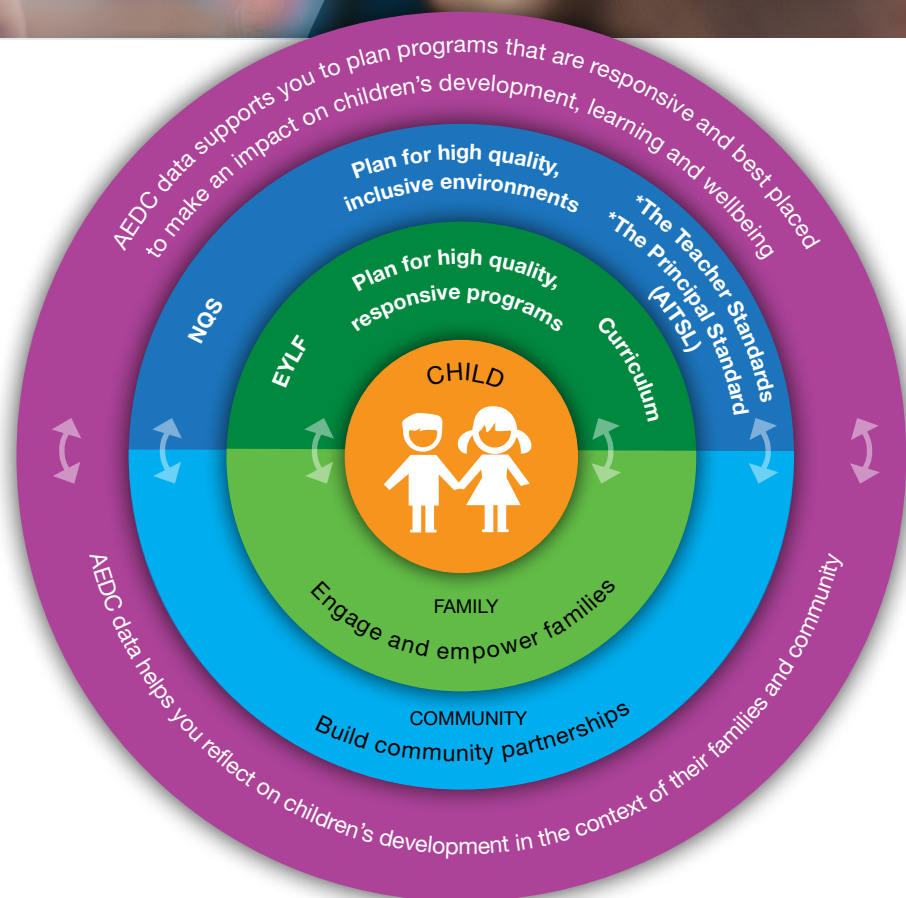 AEDC data supports you to plan programs that are responsive and best placed
to make an impact on children's development, learning and wellbeing
Plan for high quality,
inclusive environments
NQS
*The Teacher Standards
*The Principal Standard
(AITSL)
Plan for high quality,
responsive programs
EYLF
Curriculum
CHILD
FAMILY
Engage and empower families
COMMUNITY
Build community partnerships
AEDC data helps you reflect on children's development in the context of their families and community